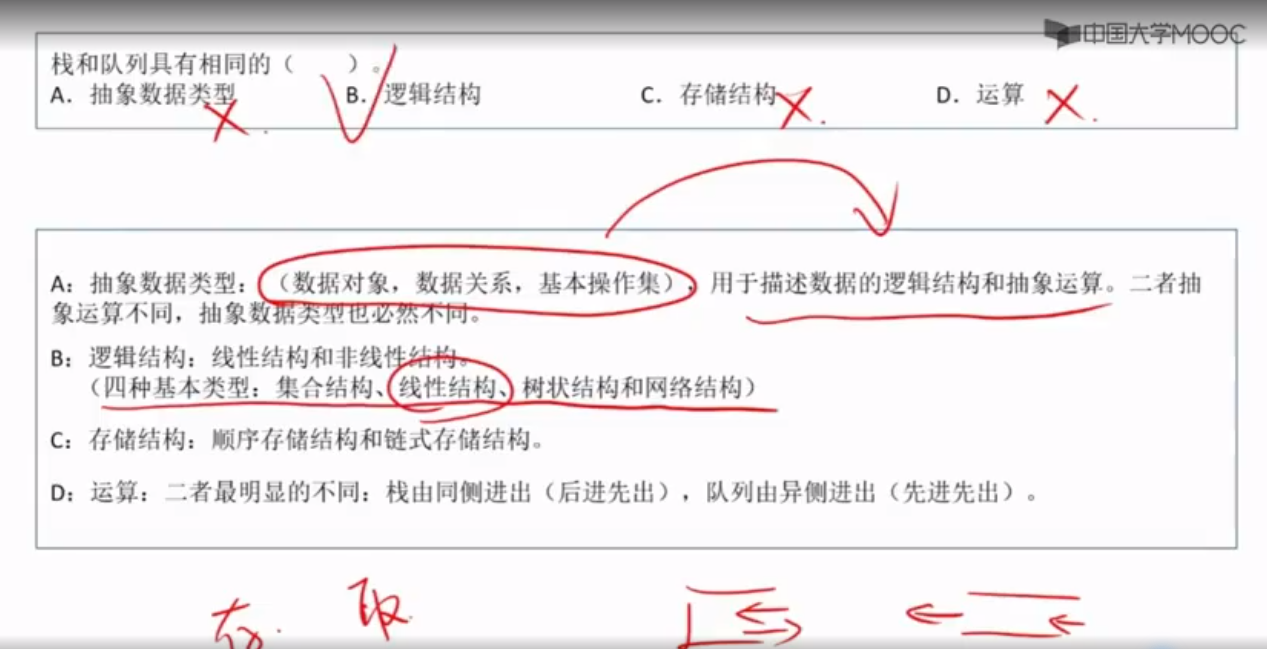 中国大学MOOC
栈和队列具有相同的（ ）。
A. 抽象数据类型 B. 逻辑结构 C. 存储结构 D. 运算
A：抽象数据类型：（数据对象，数据关系，基本操作集），用于描述数据的逻辑结构和抽象运算。二者抽
象运算不同，抽象数据类型也必然不同。
B：逻辑结构：线性结构和非线性结构。
（四种基本类型：集合结构、线性结构、树状结构和网络结构）
C：存储结构：顺序存储结构和链式存储结构。
D：运算：二者最明显的不同：栈由同侧进出（后进先出），队列由异侧进出（先进先出）。
存 取